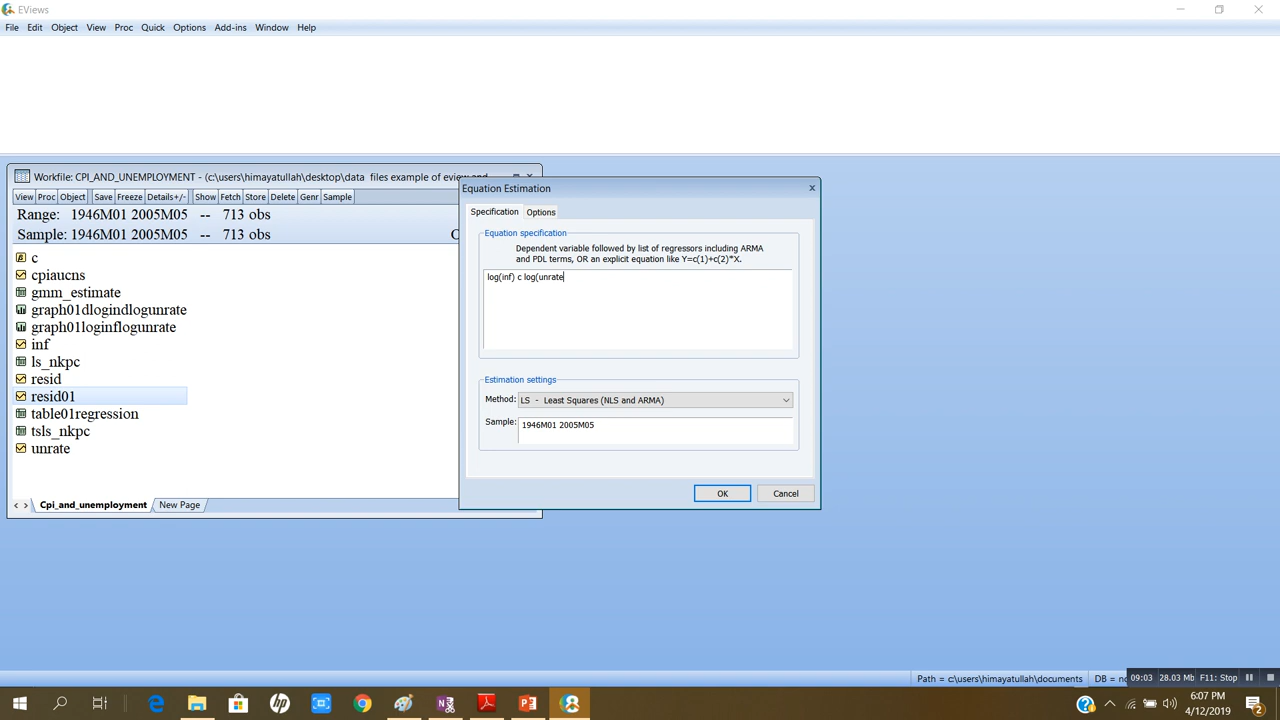 EViews
File Edit Object View Proc Quick Options Add-ins Window Help
Workfile: CPI_AND_UNEMPLOYMENT - (c:\users\himayatullah\desktop\data files example of eview and
View Proc Object Save Freeze Details+/- Show Fetch Store Delete Genr Sample
Range: 1946M01 2005M05 -- 713 obs
Sample: 1946M01 2005M05 -- 713 obs
c
cpiaucns
gmm_estimate
graph01dlogindlogunrate
graph01loginflogunrate
inf
ls_nkpc
resid
resid01
table01regression
tsls_nkpc
unrate
Cpi_and_unemployment New Page
Equation Estimation
Specification Options
Equation specification
Dependent variable followed by list of regressors including ARMA
and PDL terms, OR an explicit equation like Y=c(1)+c(2)*X.
log(inf) c log(unrate
Estimation settings
Method: LS - Least Squares (NLS and ARMA)
Sample: 1946M01 2005M05
OK Cancel
Path = c:\users\himayatullah\documents DB = no
09:03 28.03 Mb F11: Stop
6:07 PM
4/12/2019
2